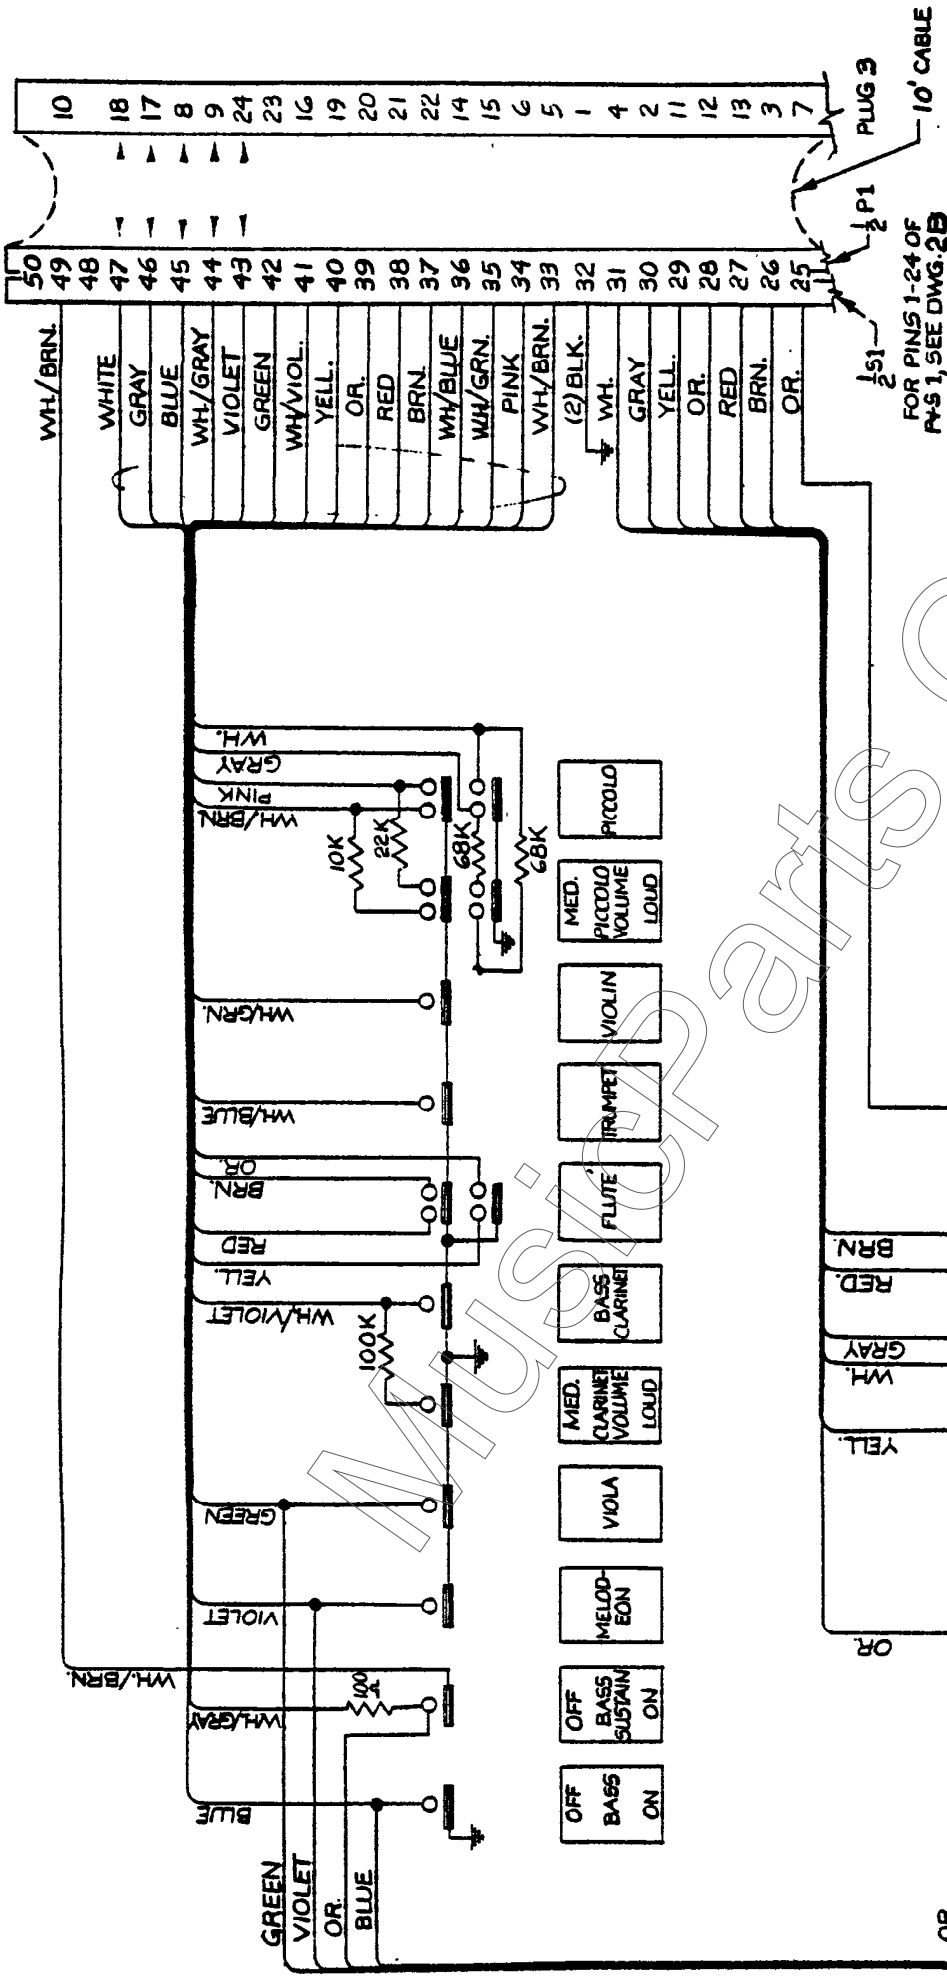 10
18
17
8
9
24
23
16
19
20
21
22
14
15
6
5
1
4
2
11
12
13
3
7
PLUG 3
10' CABLE
50
49
48
47
46
45
44
43
42
41
40
39
38
37
36
35
34
33
32
31
30
29
28
27
26
25
½ P1
½ S1
FOR PINS 1-24 OF
P+S 1, SEE DWG. 2B
WH./BRN.
WHITE
GRAY
BLUE
WH/GRAY
VIOLET
GREEN
WH/VIOL.
YELL.
OR.
RED
BRN.
WH/BLUE
WH/GRN.
PINK
WH/BRN.
(2) BLK.
WH.
GRAY
YELL.
OR.
RED
BRN.
OR.
WH.
GRAY
PINK
WH/BRN.
10K
22K
68K
68K
WH/GRN.
WH/BLUE
OR.
BRN.
RED
YELL.
WH/VIOLET
100K
GREEN
VIOLET
WH./BRN.
WH/GRAY
100Ω
BLUE
GREEN
VIOLET
OR.
BLUE
PICCOLO
MED.
PICCOLO
VOLUME
LOUD
VIOLIN
TRUMPET
FLUTE
BASS
CLARINET
MED.
CLARINET
VOLUME
LOUD
VIOLA
MELOD-
EON
OFF
BASS
SUSTAIN
ON
OFF
BASS
ON
BRN.
RED.
GRAY
WH.
YELL.
OR.
OR.
MusicParts